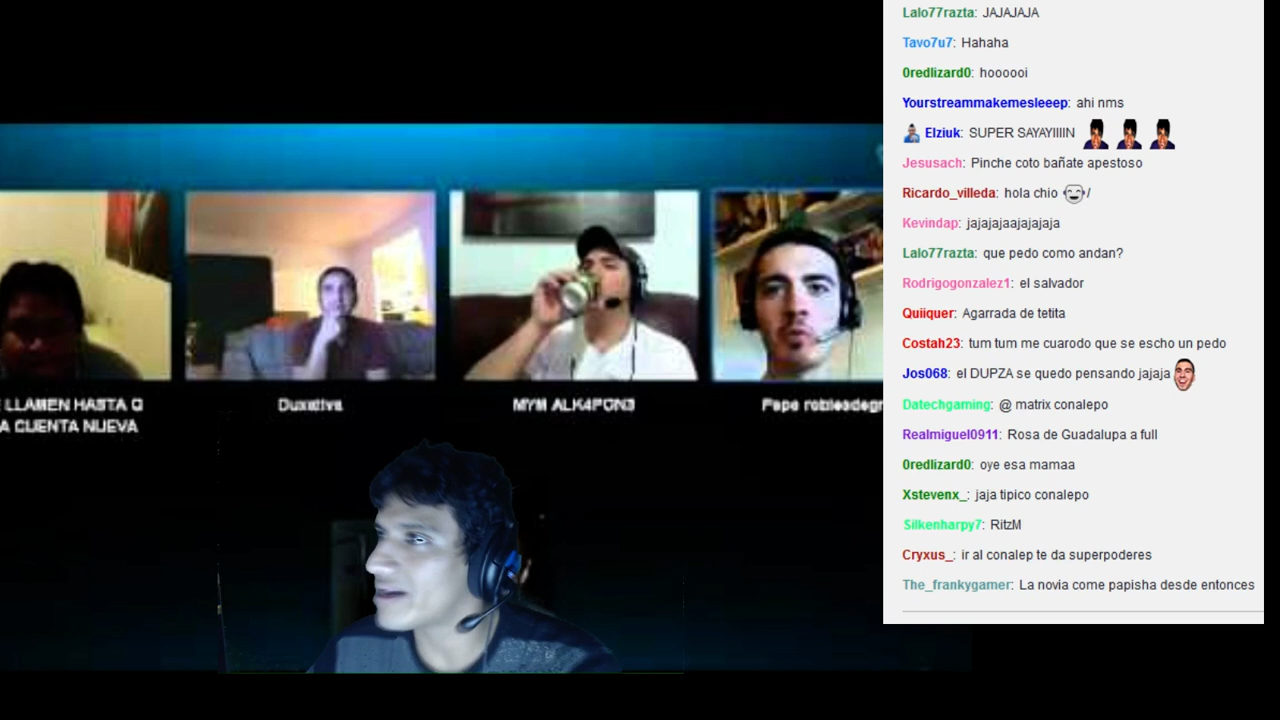 LLAMEN HASTA Q
A CUENTA NUEVA
Duxativa
MYM ALK4PON3
Pepe roblesdegr
Lalo77razta: JAJAJAJA
Tavo7u7: Hahaha
0redlizard0: hoooooi
Yourstreammakemesleeep: ahi nms
Elziuk: SUPER SAYAYIIIIN
Jesusach: Pinche coto bañate apestoso
Ricardo_villeda: hola chio /
Kevindap: jajajajaajajajaja
Lalo77razta: que pedo como andan?
Rodrigogonzalez1: el salvador
Quiiquer: Agarrada de tetita
Costah23: tum tum me cuarodo que se escho un pedo
Jos068: el DUPZA se quedo pensando jajaja
Datechgaming: @ matrix conalepo
Realmiguel0911: Rosa de Guadalupa a full
0redlizard0: oye esa mamaa
Xstevenx_: jaja tipico conalepo
Silkenharpy7: RitzM
Cryxus_: ir al conalep te da superpoderes
The_frankygamer: La novia come papisha desde entonces